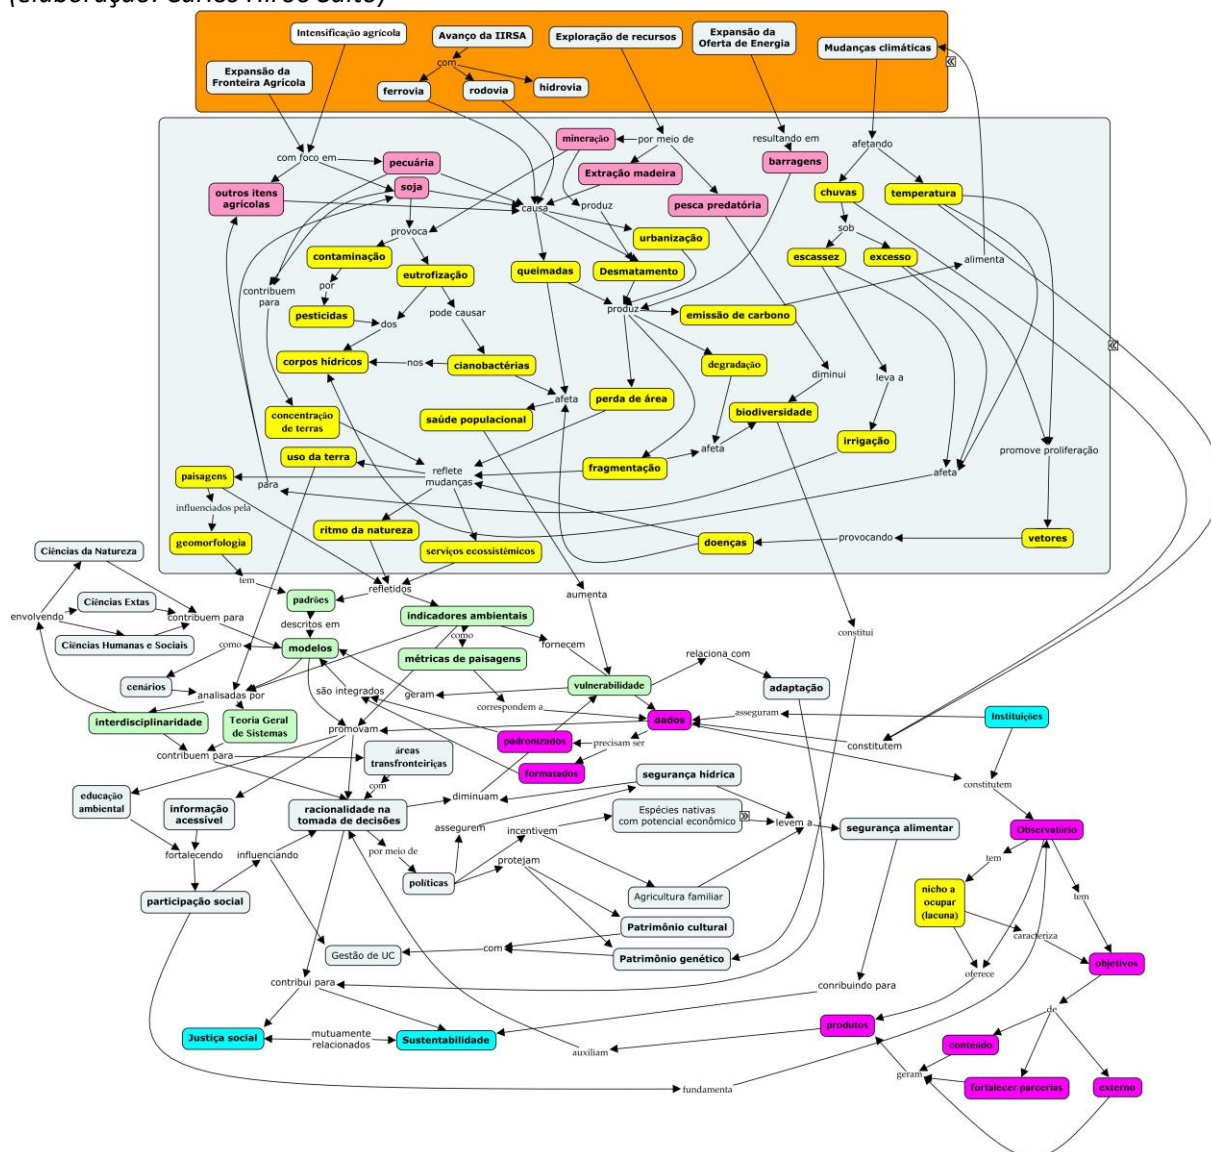 (elaboração: Carlos Hiroo Saito)
Intensificação agrícola
Avanço da IIRSA
Exploração de recursos
Expansão da
Oferta de Energia
Mudanças climáticas
Expansão da
Fronteira Agrícola
com
ferrovia
rodovia
hidrovia
com foco em
pecuária
mineração
por meio de
resultando em
afetando
outros itens
agrícolas
soja
Extração madeira
barragens
chuvas
temperatura
causa
produz
pesca predatória
provoca
urbanização
sob
contaminação
eutrofização
queimadas
Desmatamento
escassez
excesso
alimenta
contribuem
para
por
pesticidas
dos
pode causar
produz
emissão de carbono
corpos hídricos
nos
cianobactérias
degradação
diminui
leva a
afeta
perda de área
concentração
de terras
saúde populacional
biodiversidade
uso da terra
afeta
irrigação
promove proliferação
paisagens
para
reflete
mudanças
fragmentação
afeta
influenciados pela
ritmo da natureza
geomorfologia
serviços ecossistêmicos
doenças
provocando
vetores
Ciências da Natureza
tem
refletidos
aumenta
padrões
Ciências Extas
envolvendo
contribuem para
descritos em
indicadores ambientais
constitui
Ciências Humanas e Sociais
como
modelos
como
fornecem
métricas de paisagens
relaciona com
cenários
analisadas por
são integrados
geram
vulnerabilidade
adaptação
correspondem a
interdisciplinaridade
Teoria Geral
de Sistemas
promovam
dados
asseguram
Instituições
padronizados
precisam ser
constitutem
contribuem para
áreas
transfronteiriças
formatados
segurança hídrica
com
diminuam
constitutem
educação
ambiental
informação
acessível
racionalidade na
tomada de decisões
assegurem
incentivem
Espécies nativas
com potencial econômico
levem a
segurança alimentar
Observatório
fortalecendo
influenciando
por meio de
protejam
tem
políticas
nicho a
ocupar
(lacuna)
tem
participação social
Agricultura familiar
Patrimônio cultural
caracteriza
Gestão de UC
com
Patrimônio genético
oferece
objetivos
contribui para
conribuindo para
de
produtos
Justiça social
mutuamente
relacionados
Sustentabilidade
auxiliam
conteúdo
geram
fortalecer parcerias
externo
fundamenta